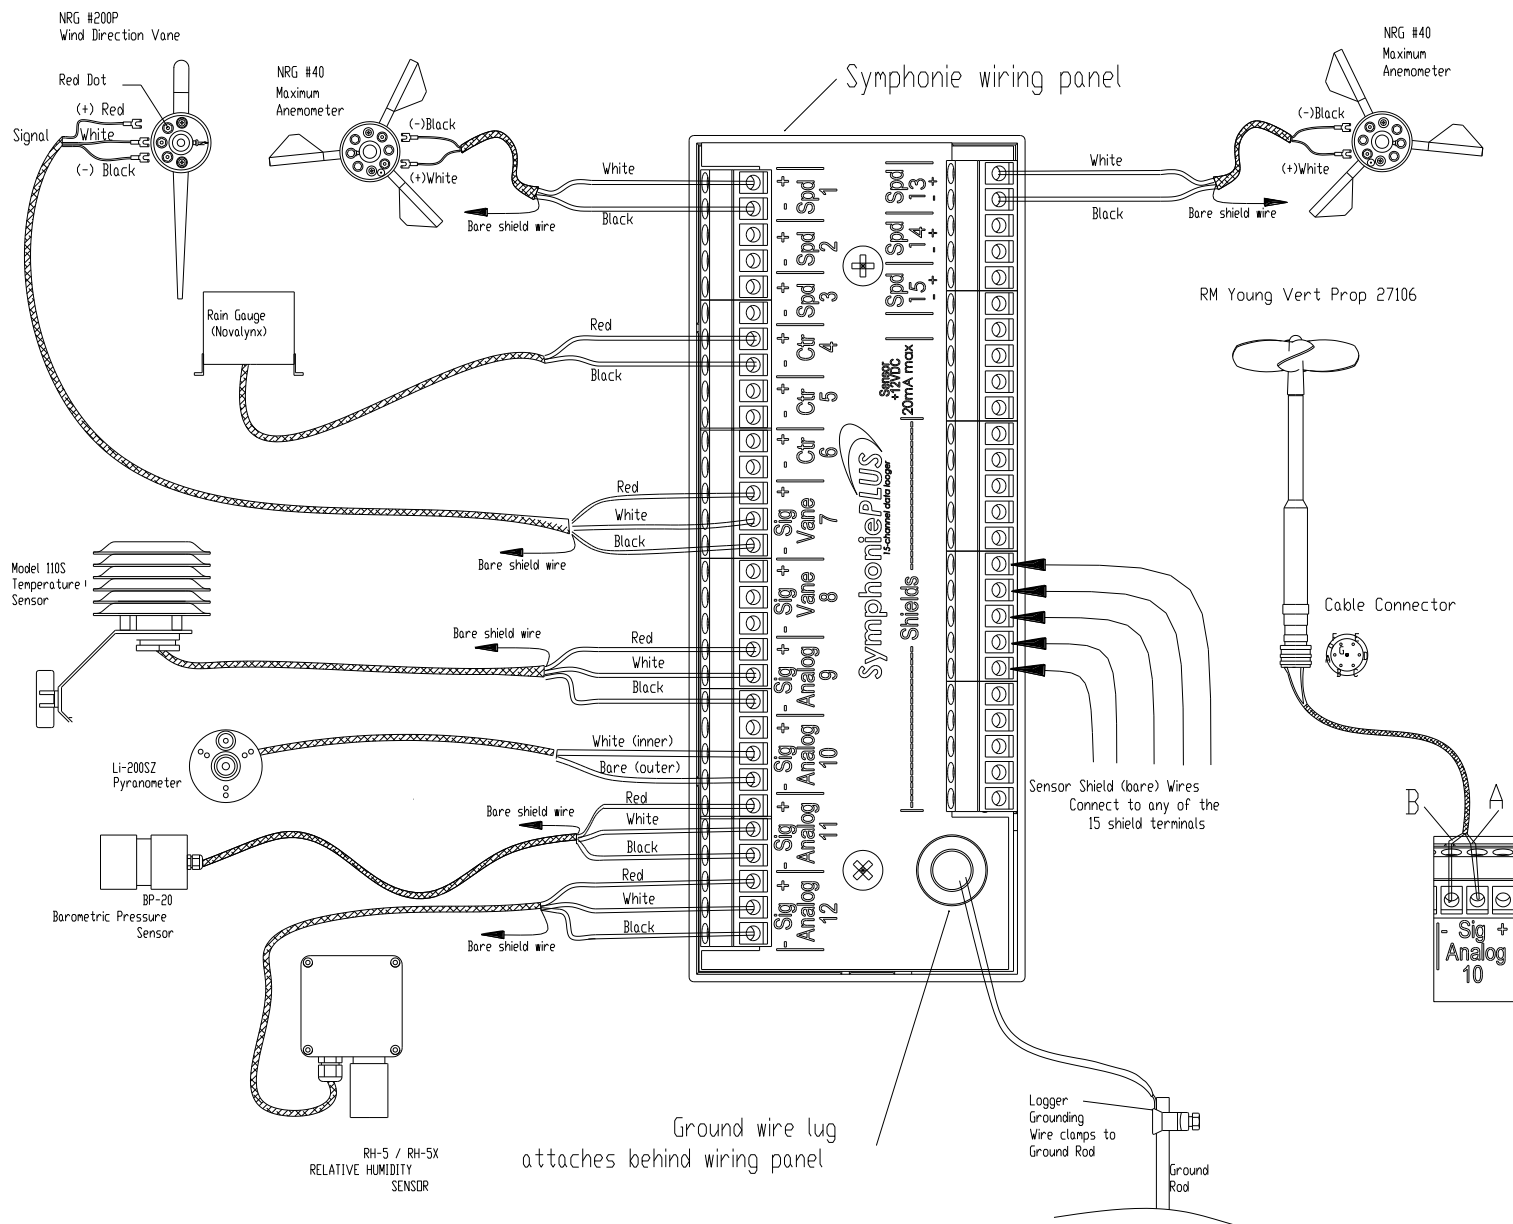 NRG #200P
Wind Direction Vane
Red Dot
(+) Red
Signal
White
(-) Black
NRG #40
Maximum
Anemometer
(-)Black
(+)White
White
Black
Bare shield wire
Symphonie wiring panel
NRG #40
Maximum
Anemometer
(-)Black
(+)White
White
Black
Bare shield wire
Rain Gauge
(Novalynx)
Red
Black
Red
White
Black
Bare shield wire
Model 110S
Temperature
Sensor
Bare shield wire
Red
White
Black
Li-200SZ
Pyranometer
White (inner)
Bare (outer)
Bare shield wire
Red
White
Black
BP-20
Barometric Pressure
Sensor
Red
White
Black
Bare shield wire
RH-5 / RH-5X
RELATIVE HUMIDITY
SENSOR
- +
Spd
1
- +
Spd
2
- +
Spd
3
- +
Ctr
4
- +
Ctr
5
- +
Ctr
6
- Sig +
Vane
7
- Sig +
Vane
8
- Sig +
Analog
9
- Sig +
Analog
10
- Sig +
Analog
11
- Sig +
Analog
12
Spd
13
- +
Spd
14
- +
Spd
15
- +
Sensor
+12VDC
20mA max
SymphoniePLUS
15-channel data logger
Shields
Sensor Shield (bare) Wires
Connect to any of the
15 shield terminals
RM Young Vert Prop 27106
Cable Connector
B
A
- Sig +
Analog
10
Ground wire lug
attaches behind wiring panel
Logger
Grounding
Wire clamps to
Ground Rod
Ground
Rod